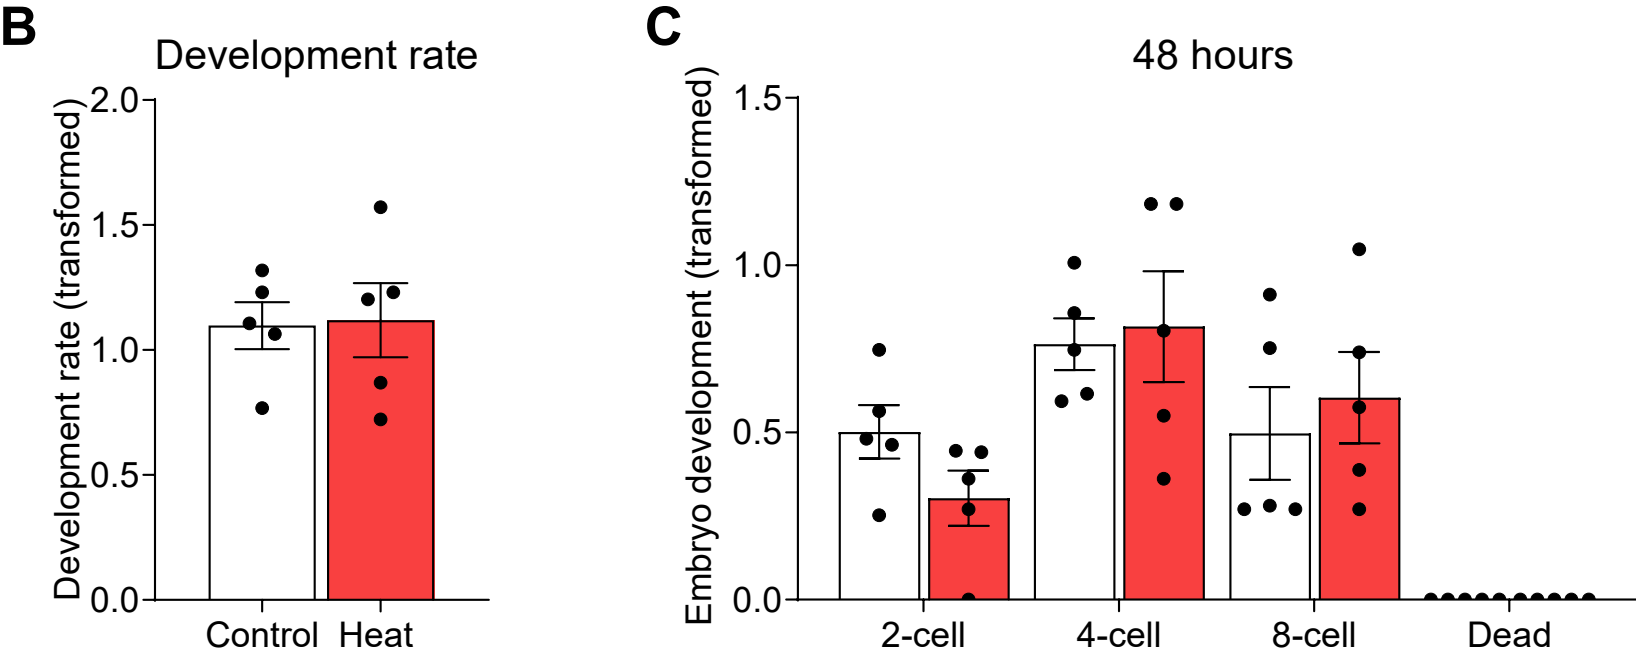 B
Development rate
Development rate (transformed)
2.0
1.5
1.0
0.5
0.0
Control Heat
C
48 hours
Embryo development (transformed)
1.5
1.0
0.5
0.0
2-cell 4-cell 8-cell Dead